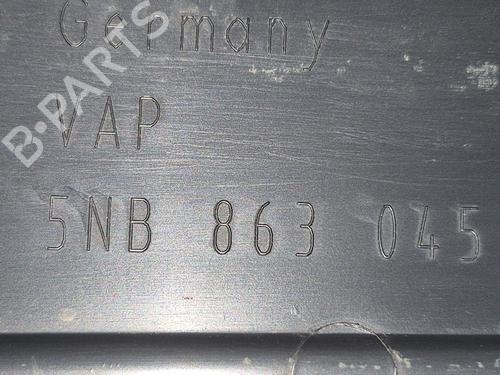 Germany
VAP
5NB 863 045
B-PARTS